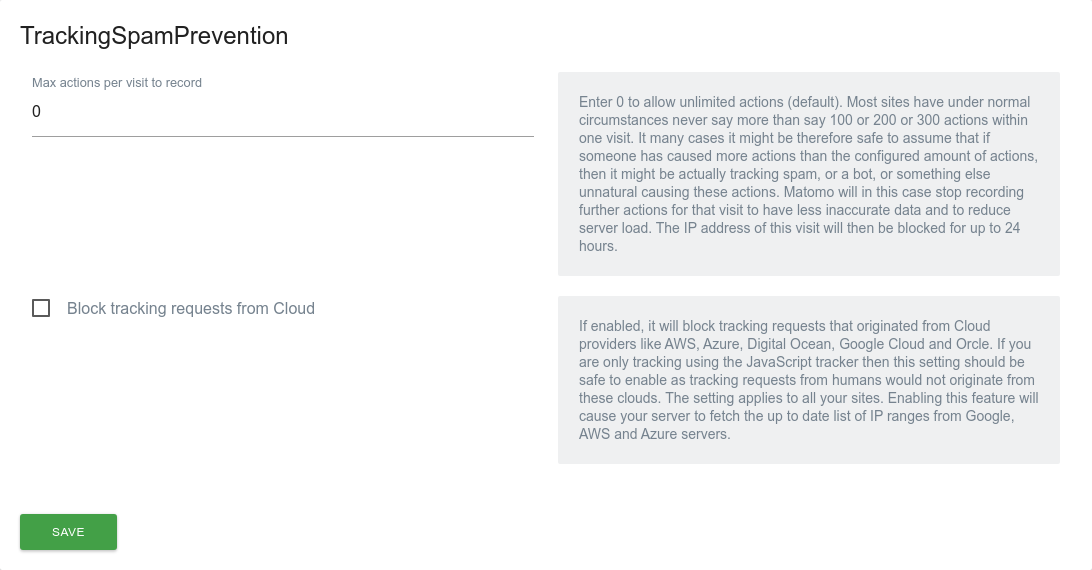 TrackingSpamPrevention
Max actions per visit to record
0
Enter 0 to allow unlimited actions (default). Most sites have under normal
circumstances never say more than say 100 or 200 or 300 actions within
one visit. It many cases it might be therefore safe to assume that if
someone has caused more actions than the configured amount of actions,
then it might be actually tracking spam, or a bot, or something else
unnatural causing these actions. Matomo will in this case stop recording
further actions for that visit to have less inaccurate data and to reduce
server load. The IP address of this visit will then be blocked for up to 24
hours.
Block tracking requests from Cloud
If enabled, it will block tracking requests that originated from Cloud
providers like AWS, Azure, Digital Ocean, Google Cloud and Orcle. If you
are only tracking using the JavaScript tracker then this setting should be
safe to enable as tracking requests from humans would not originate from
these clouds. The setting applies to all your sites. Enabling this feature will
cause your server to fetch the up to date list of IP ranges from Google,
AWS and Azure servers.
SAVE